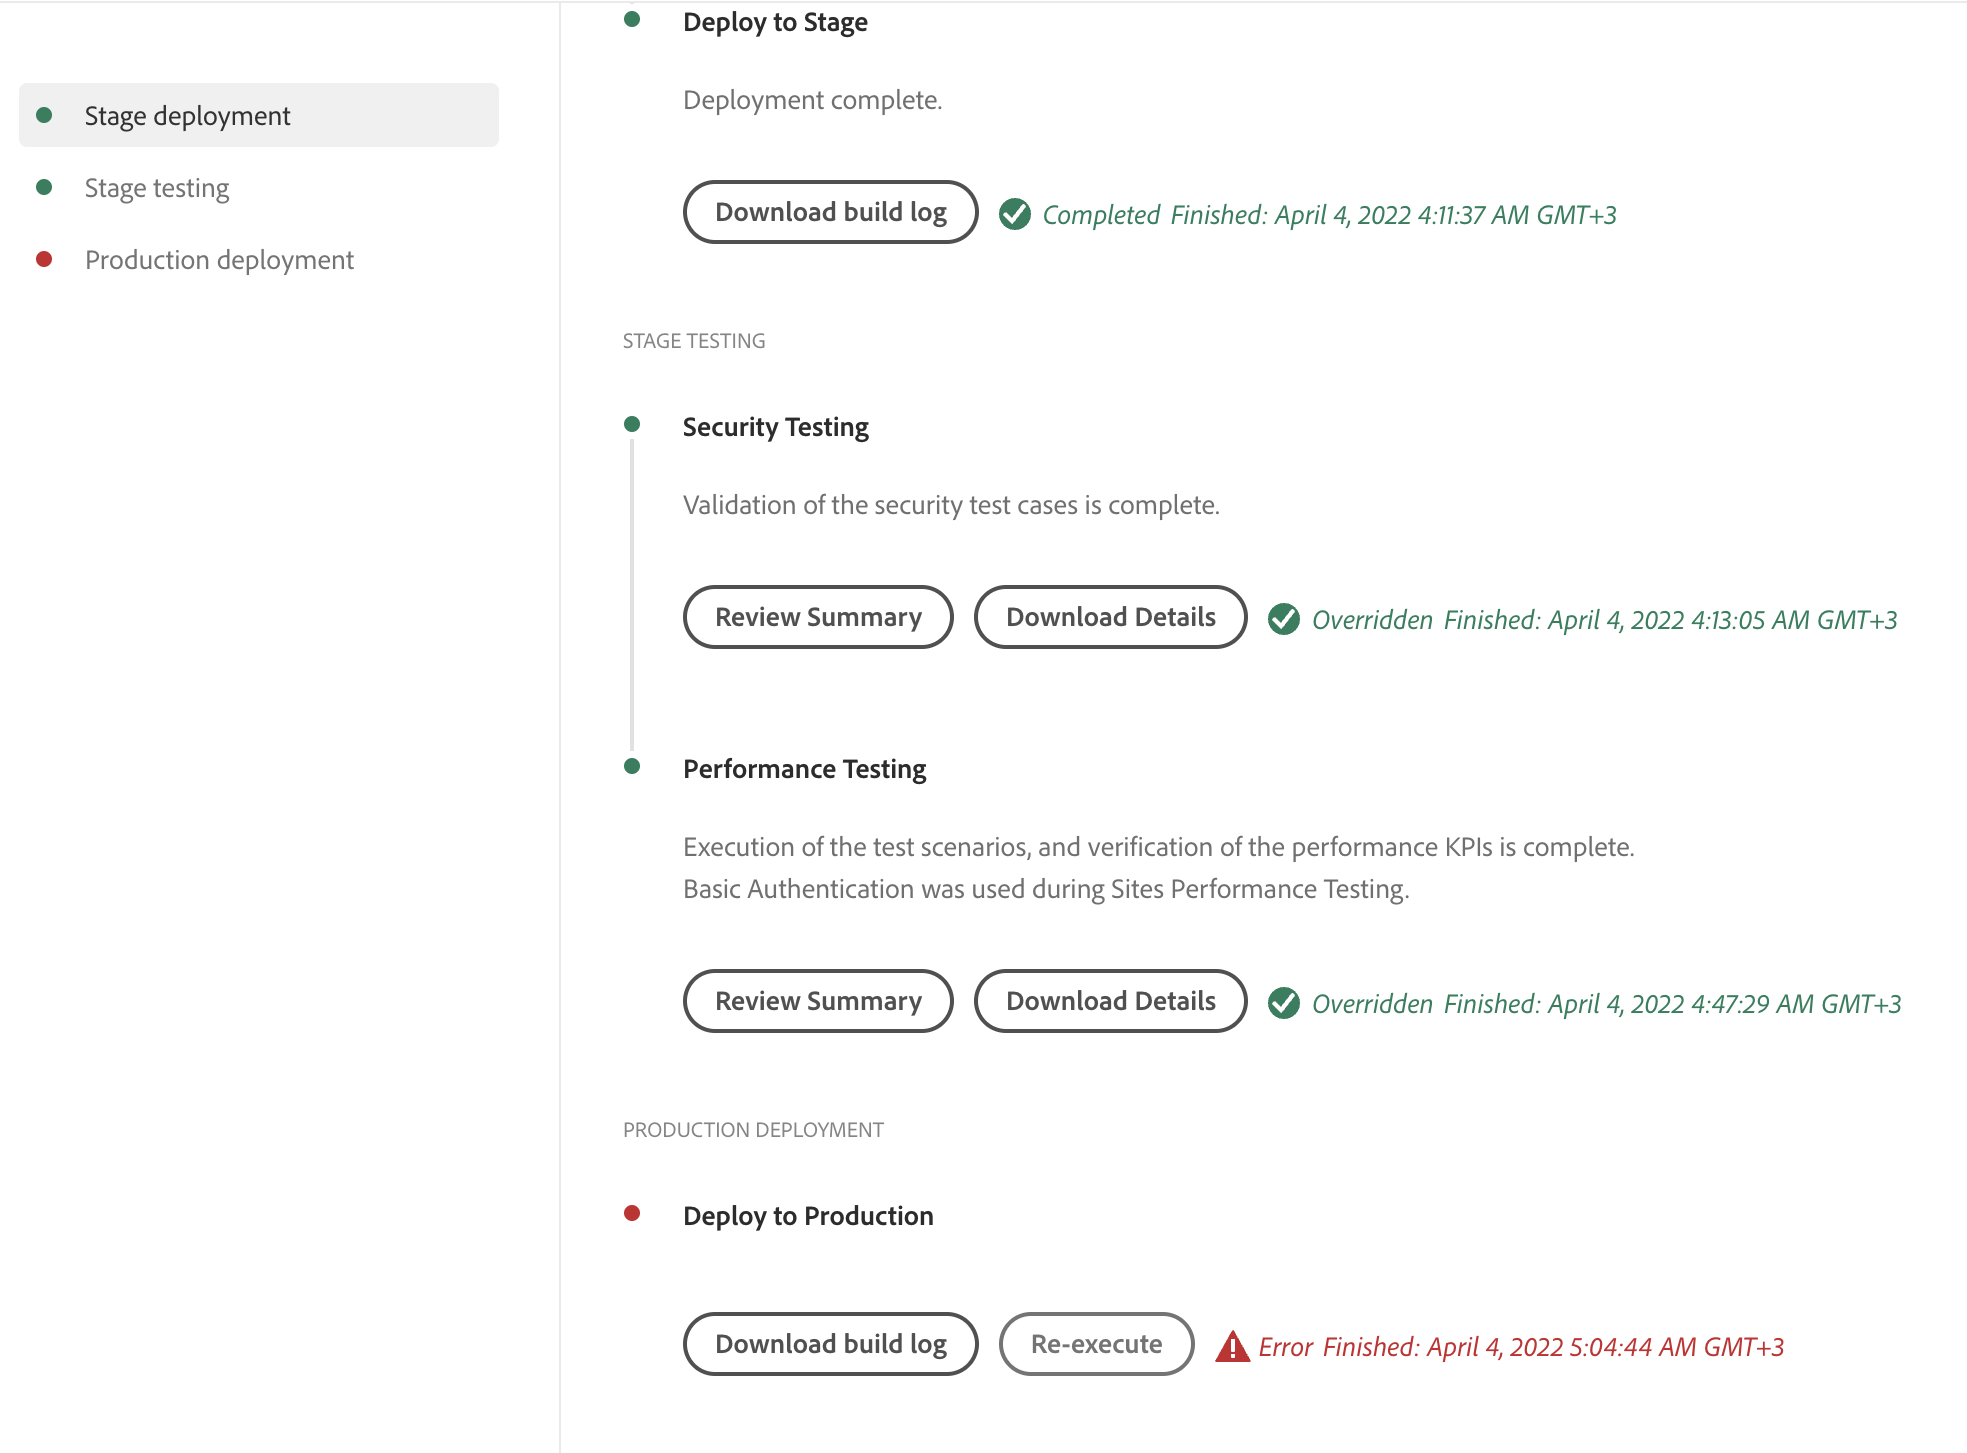 Stage deployment
Stage testing
Production deployment
Deploy to Stage
Deployment complete.
Download build log Completed Finished: April 4, 2022 4:11:37 AM GMT+3
STAGE TESTING
Security Testing
Validation of the security test cases is complete.
Review Summary Download Details Overridden Finished: April 4, 2022 4:13:05 AM GMT+3
Performance Testing
Execution of the test scenarios, and verification of the performance KPIs is complete.
Basic Authentication was used during Sites Performance Testing.
Review Summary Download Details Overridden Finished: April 4, 2022 4:47:29 AM GMT+3
PRODUCTION DEPLOYMENT
Deploy to Production
Download build log Re-execute Error Finished: April 4, 2022 5:04:44 AM GMT+3